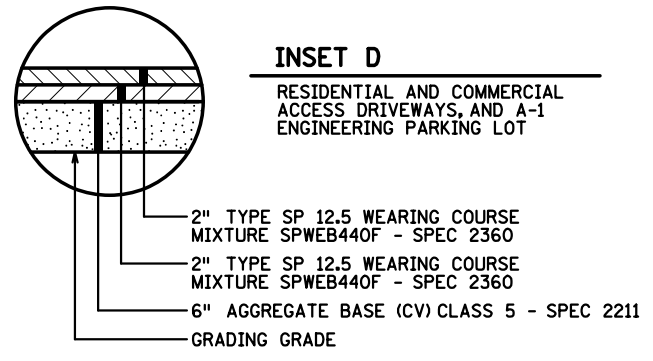 INSET D
RESIDENTIAL AND COMMERCIAL
ACCESS DRIVEWAYS, AND A-1
ENGINEERING PARKING LOT
2" TYPE SP 12.5 WEARING COURSE
MIXTURE SPWEB440F - SPEC 2360
2" TYPE SP 12.5 WEARING COURSE
MIXTURE SPWEB440F - SPEC 2360
6" AGGREGATE BASE (CV) CLASS 5 - SPEC 2211
GRADING GRADE